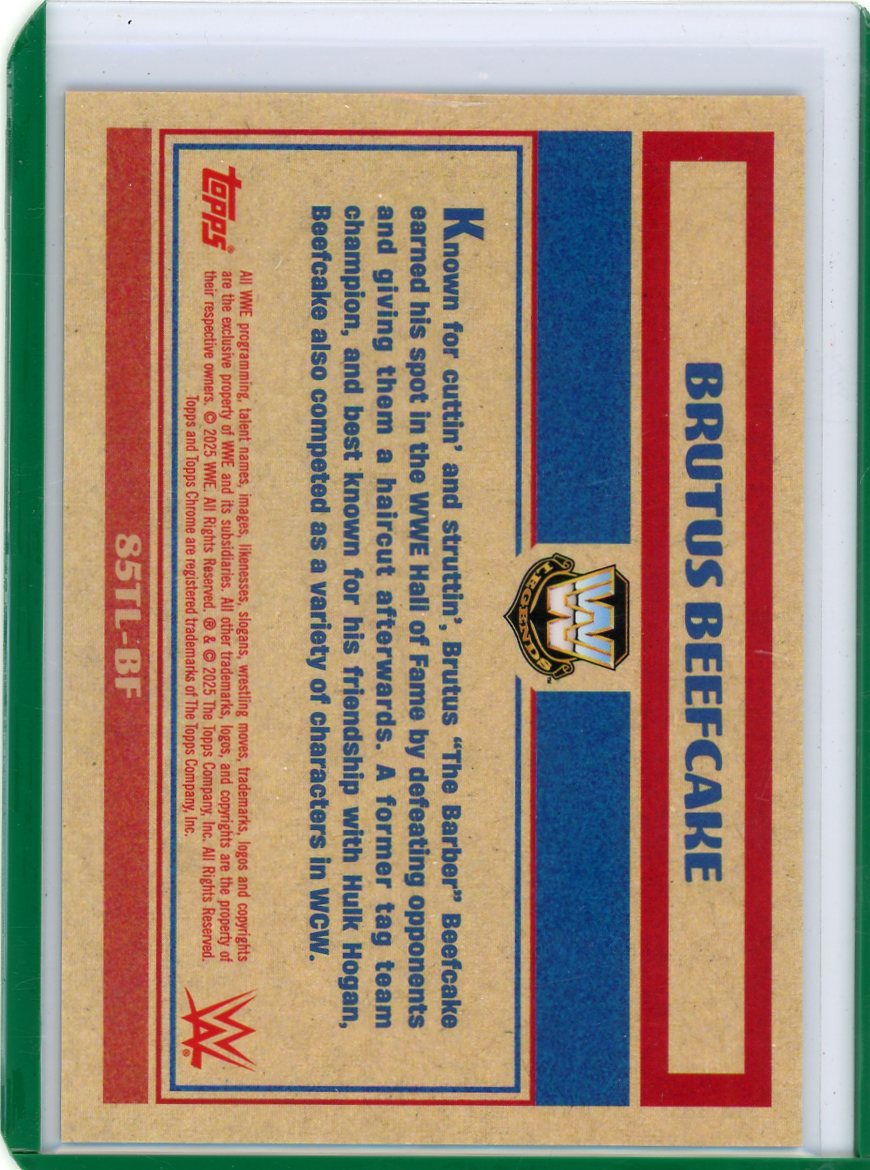 BRUTUS BEEFCAKE
W
LEGENDS™
Known for cuttin' and struttin', Brutus "The Barber" Beefcake
earned his spot in the WWE Hall of Fame by defeating opponents
and giving them a haircut afterwards. A former tag team
champion, and best known for his friendship with Hulk Hogan,
Beefcake also competed as a variety of characters in WCW.
topps®
All WWE programming, talent names, images, likenesses, slogans, wrestling moves, trademarks, logos and copyrights
are the exclusive property of WWE and its subsidiaries. All other trademarks, logos, and copyrights are the property of
their respective owners. © 2025 WWE. All Rights Reserved. ® & © 2025 The Topps Company, Inc. All Rights Reserved.
Topps and Topps Chrome are registered trademarks of The Topps Company, Inc.
W®
85TL-BF